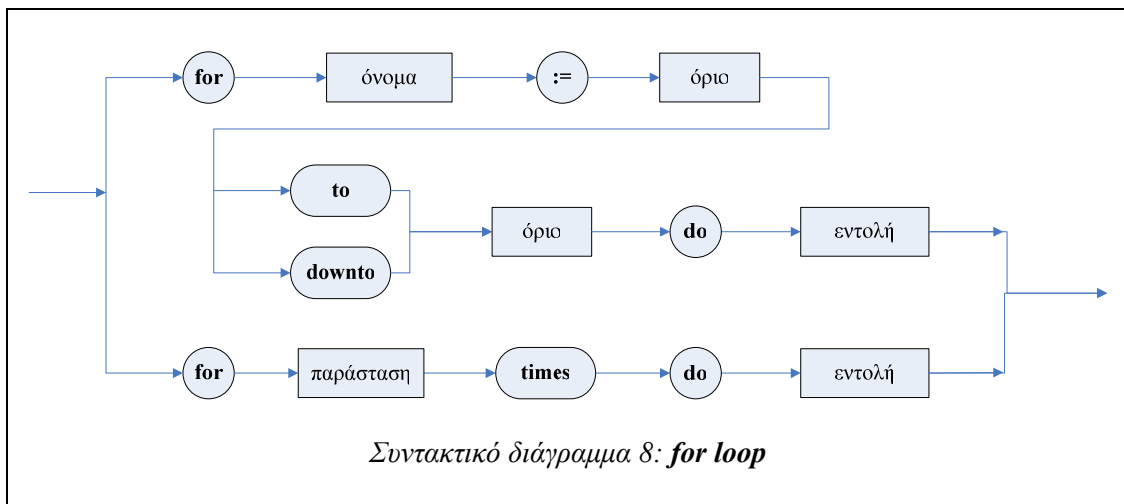 for όνομα := όριο
to
όριο do εντολή
downto
for παράσταση times do εντολή
Συντακτικό διάγραμμα 8: for loop